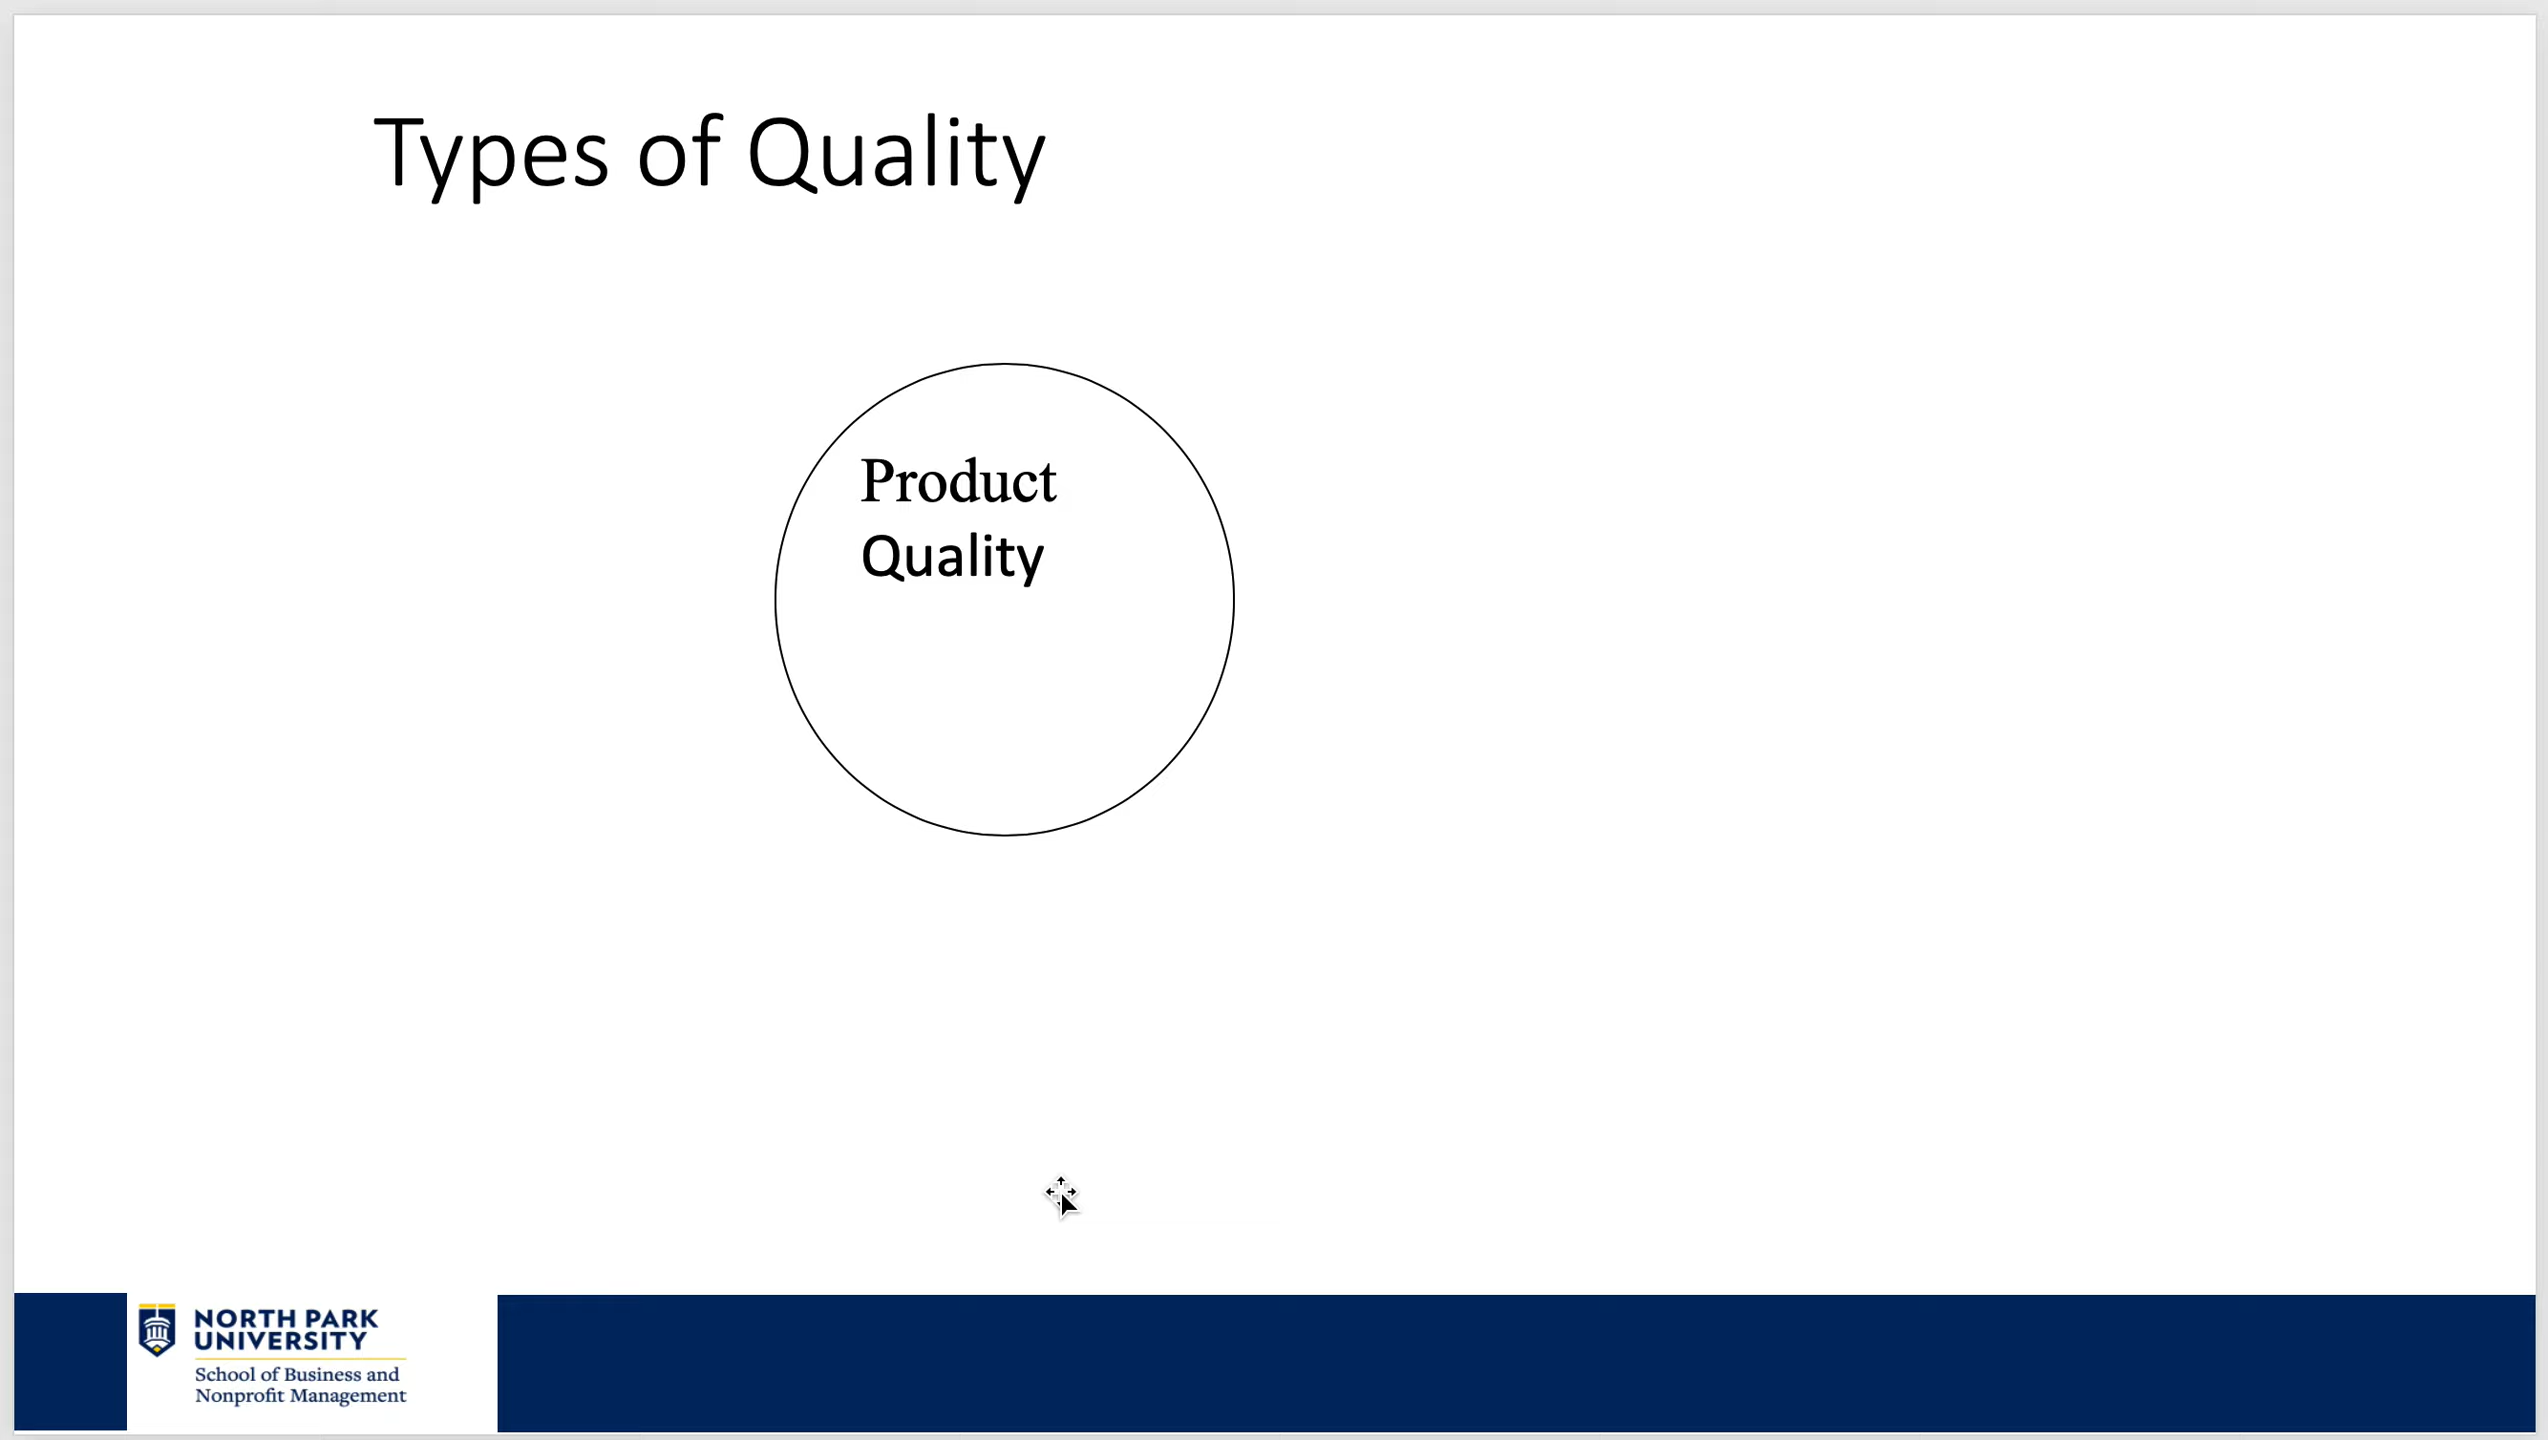 Types of Quality
Product
Quality
NORTH PARK
UNIVERSITY
School of Business and
Nonprofit Management